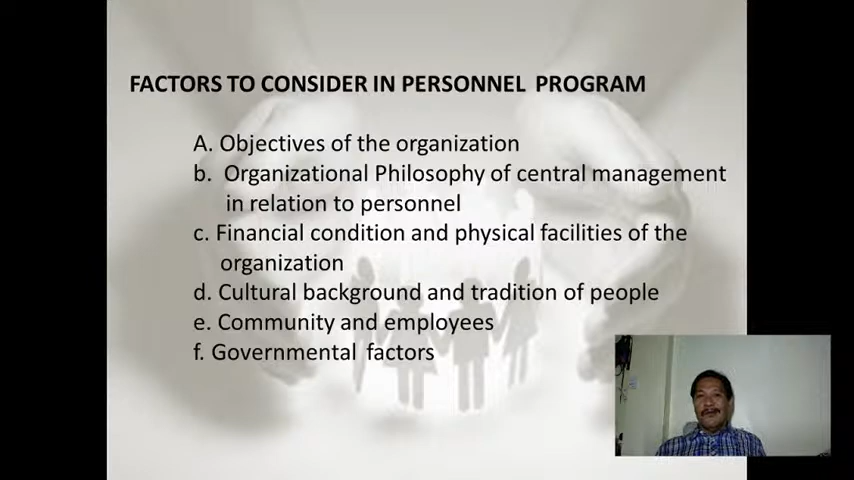 FACTORS TO CONSIDER IN PERSONNEL PROGRAM
A. Objectives of the organization
b. Organizational Philosophy of central management
in relation to personnel
c. Financial condition and physical facilities of the
organization
d. Cultural background and tradition of people
e. Community and employees
f. Governmental factors